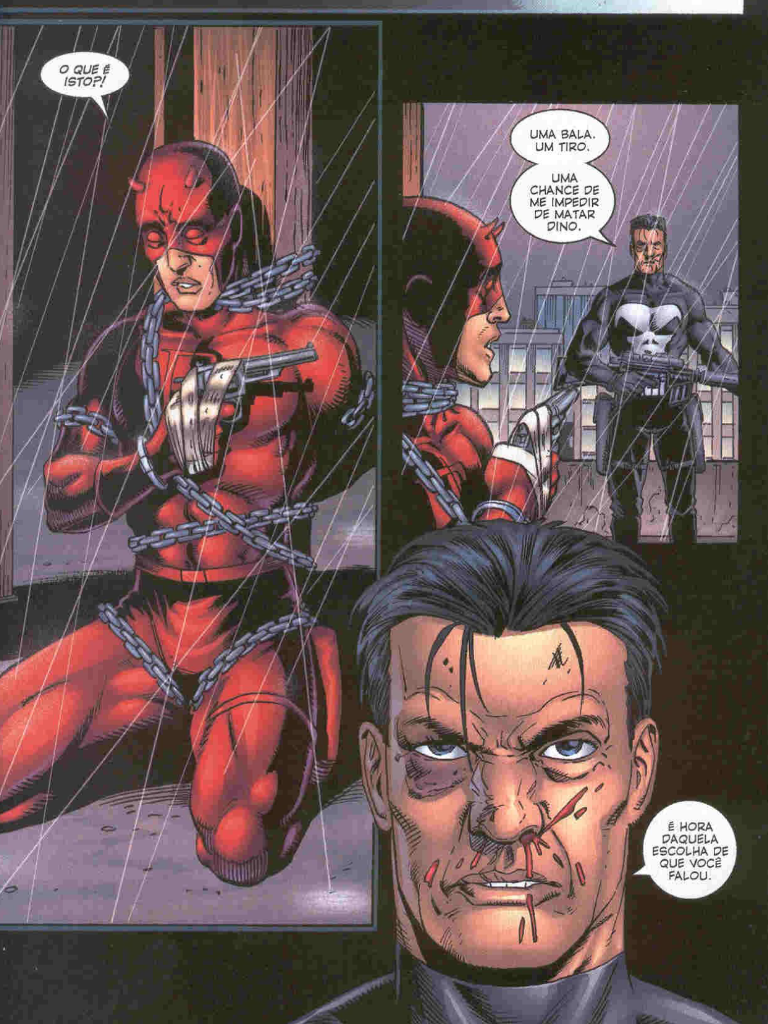 O QUE É
ISTO?!
UMA BALA.
UM TIRO.
UMA
CHANCE DE
ME IMPEDIR
DE MATAR
DINO.
É HORA
DAQUELA
ESCOLHA DE
QUE VOCÊ
FALOU.